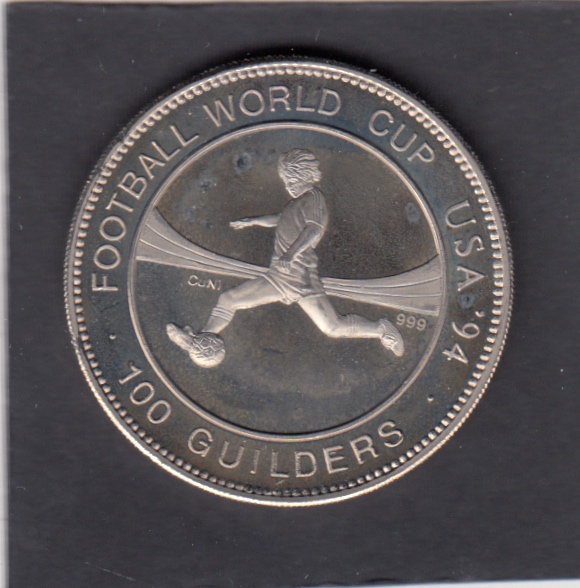 FOOTBALL WORLD CUP USA '94
CuNi
999
· 100 GUILDERS ·